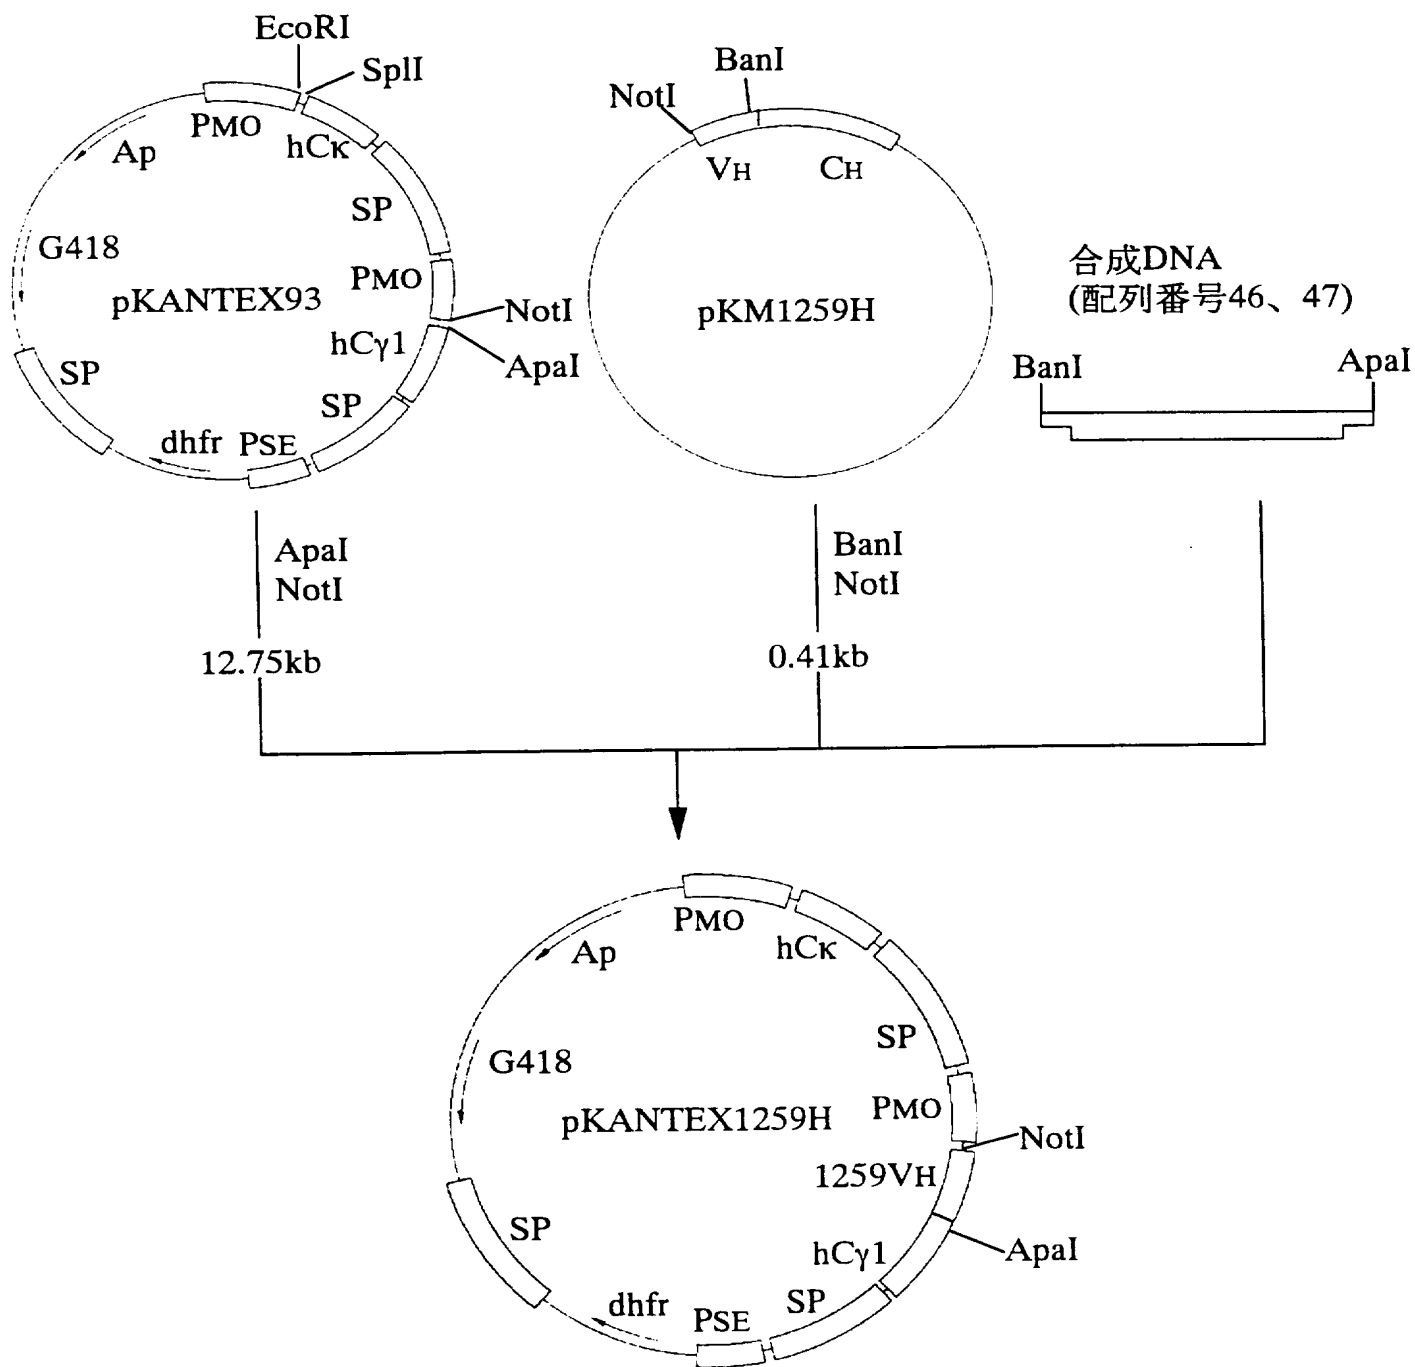 EcoRI
SplI
PMO
hCκ
Ap
SP
G418
PMO
pKANTEX93
NotI
hCγ1
ApaI
SP
SP
dhfr
PSE
BanI
NotI
VH
CH
pKM1259H
合成DNA
(配列番号46、47)
BanI
ApaI
ApaI
NotI
12.75kb
BanI
NotI
0.41kb
PMO
hCκ
Ap
SP
G418
PMO
pKANTEX1259H
NotI
1259VH
SP
hCγ1
ApaI
SP
dhfr
PSE